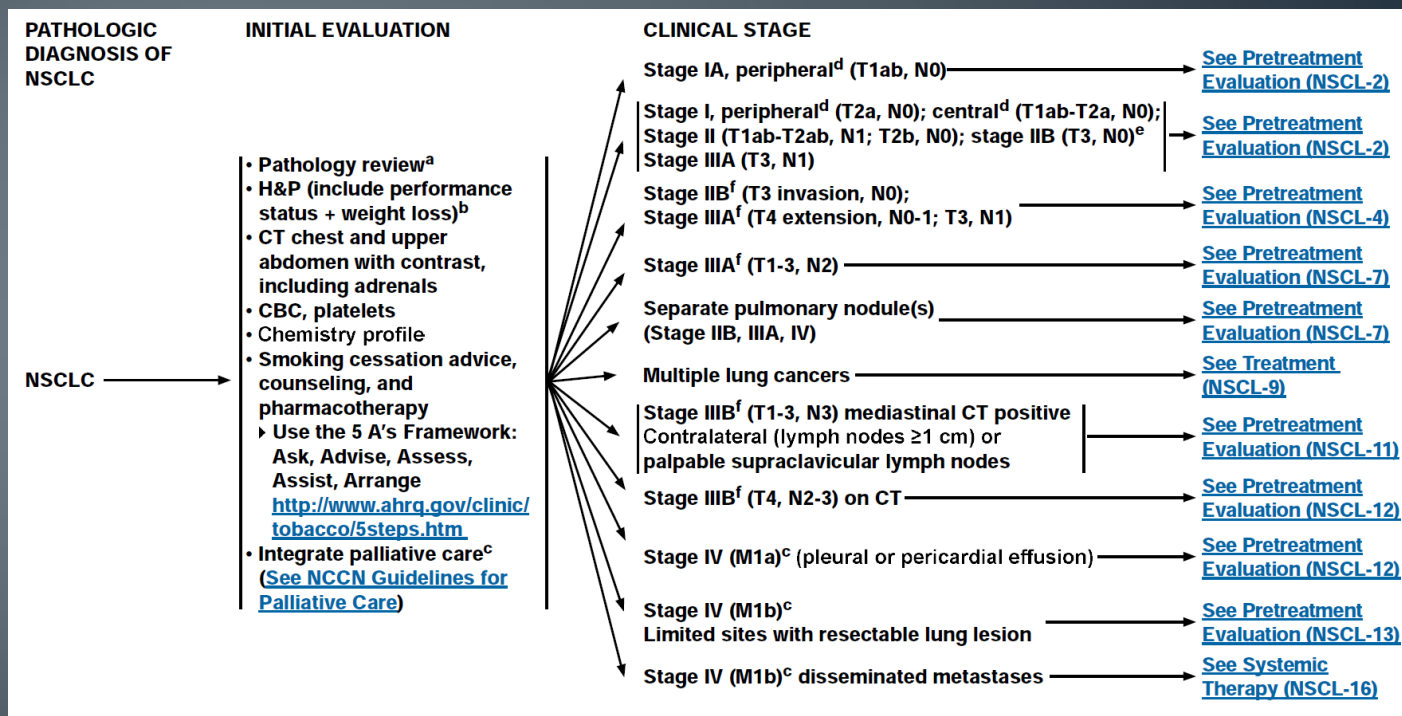 PATHOLOGIC
DIAGNOSIS OF
NSCLC
INITIAL EVALUATION
CLINICAL STAGE
NSCLC
• Pathology reviewᵃ
• H&P (include performance
status + weight loss)ᵇ
• CT chest and upper
abdomen with contrast,
including adrenals
• CBC, platelets
• Chemistry profile
• Smoking cessation advice,
counseling, and
pharmacotherapy
▸ Use the 5 A's Framework:
Ask, Advise, Assess,
Assist, Arrange
http://www.ahrq.gov/clinic/
tobacco/5steps.htm
• Integrate palliative careᶜ
(See NCCN Guidelines for
Palliative Care)
Stage IA, peripheralᵈ (T1ab, N0)
See Pretreatment
Evaluation (NSCL-2)
Stage I, peripheralᵈ (T2a, N0); centralᵈ (T1ab-T2a, N0);
Stage II (T1ab-T2ab, N1; T2b, N0); stage IIB (T3, N0)ᵉ
Stage IIIA (T3, N1)
See Pretreatment
Evaluation (NSCL-2)
Stage IIBᶠ (T3 invasion, N0);
Stage IIIAᶠ (T4 extension, N0-1; T3, N1)
See Pretreatment
Evaluation (NSCL-4)
Stage IIIAᶠ (T1-3, N2)
See Pretreatment
Evaluation (NSCL-7)
Separate pulmonary nodule(s)
(Stage IIB, IIIA, IV)
See Pretreatment
Evaluation (NSCL-7)
Multiple lung cancers
See Treatment
(NSCL-9)
Stage IIIBᶠ (T1-3, N3) mediastinal CT positive
Contralateral (lymph nodes ≥1 cm) or
palpable supraclavicular lymph nodes
See Pretreatment
Evaluation (NSCL-11)
Stage IIIBᶠ (T4, N2-3) on CT
See Pretreatment
Evaluation (NSCL-12)
Stage IV (M1a)ᶜ (pleural or pericardial effusion)
See Pretreatment
Evaluation (NSCL-12)
Stage IV (M1b)ᶜ
Limited sites with resectable lung lesion
See Pretreatment
Evaluation (NSCL-13)
Stage IV (M1b)ᶜ disseminated metastases
See Systemic
Therapy (NSCL-16)